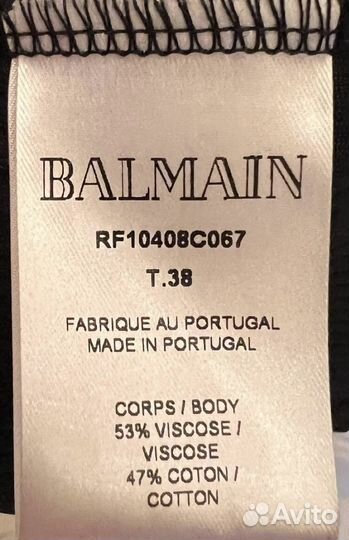 BALMAIN
RF10408C067
T.38
FABRIQUE AU PORTUGAL
MADE IN PORTUGAL
CORPS / BODY
53% VISCOSE /
VISCOSE
47% COTON /
COTTON
Avito